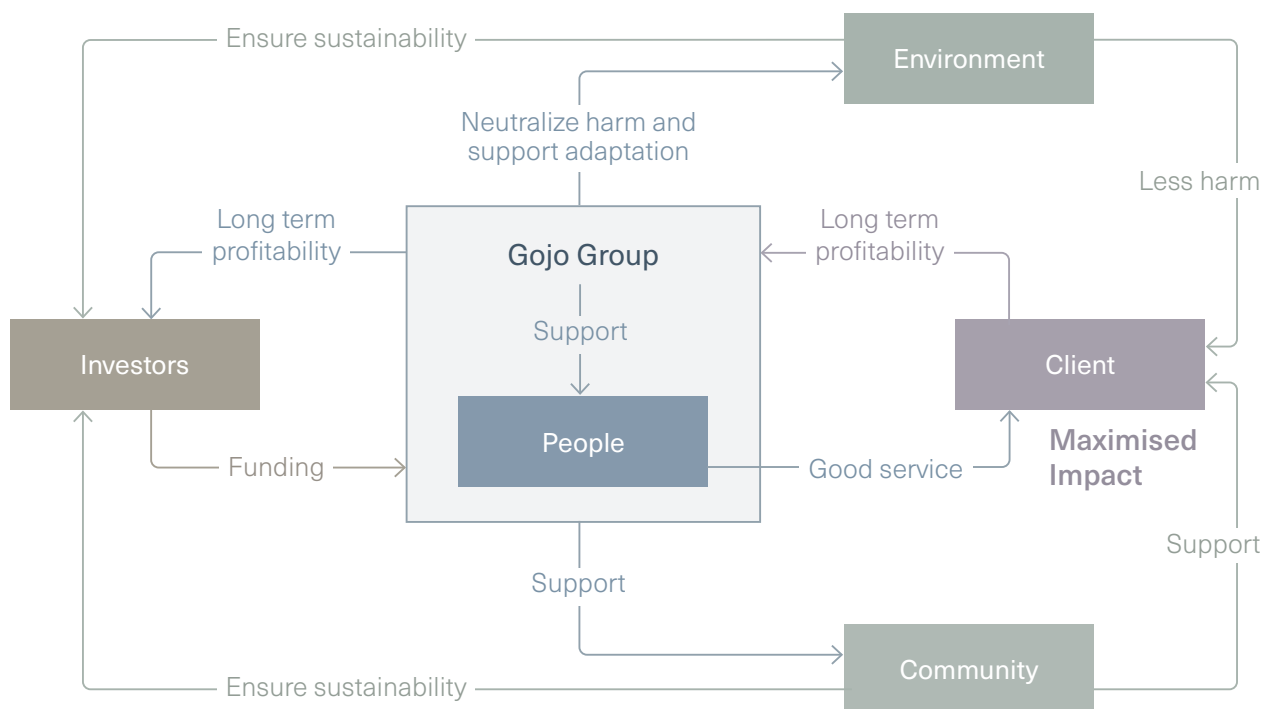 Ensure sustainability
Environment
Neutralize harm and
support adaptation
Less harm
Long term
profitability
Gojo Group
Long term
profitability
Support
Investors
Client
People
Maximised
Impact
Funding
Good service
Support
Support
Community
Ensure sustainability